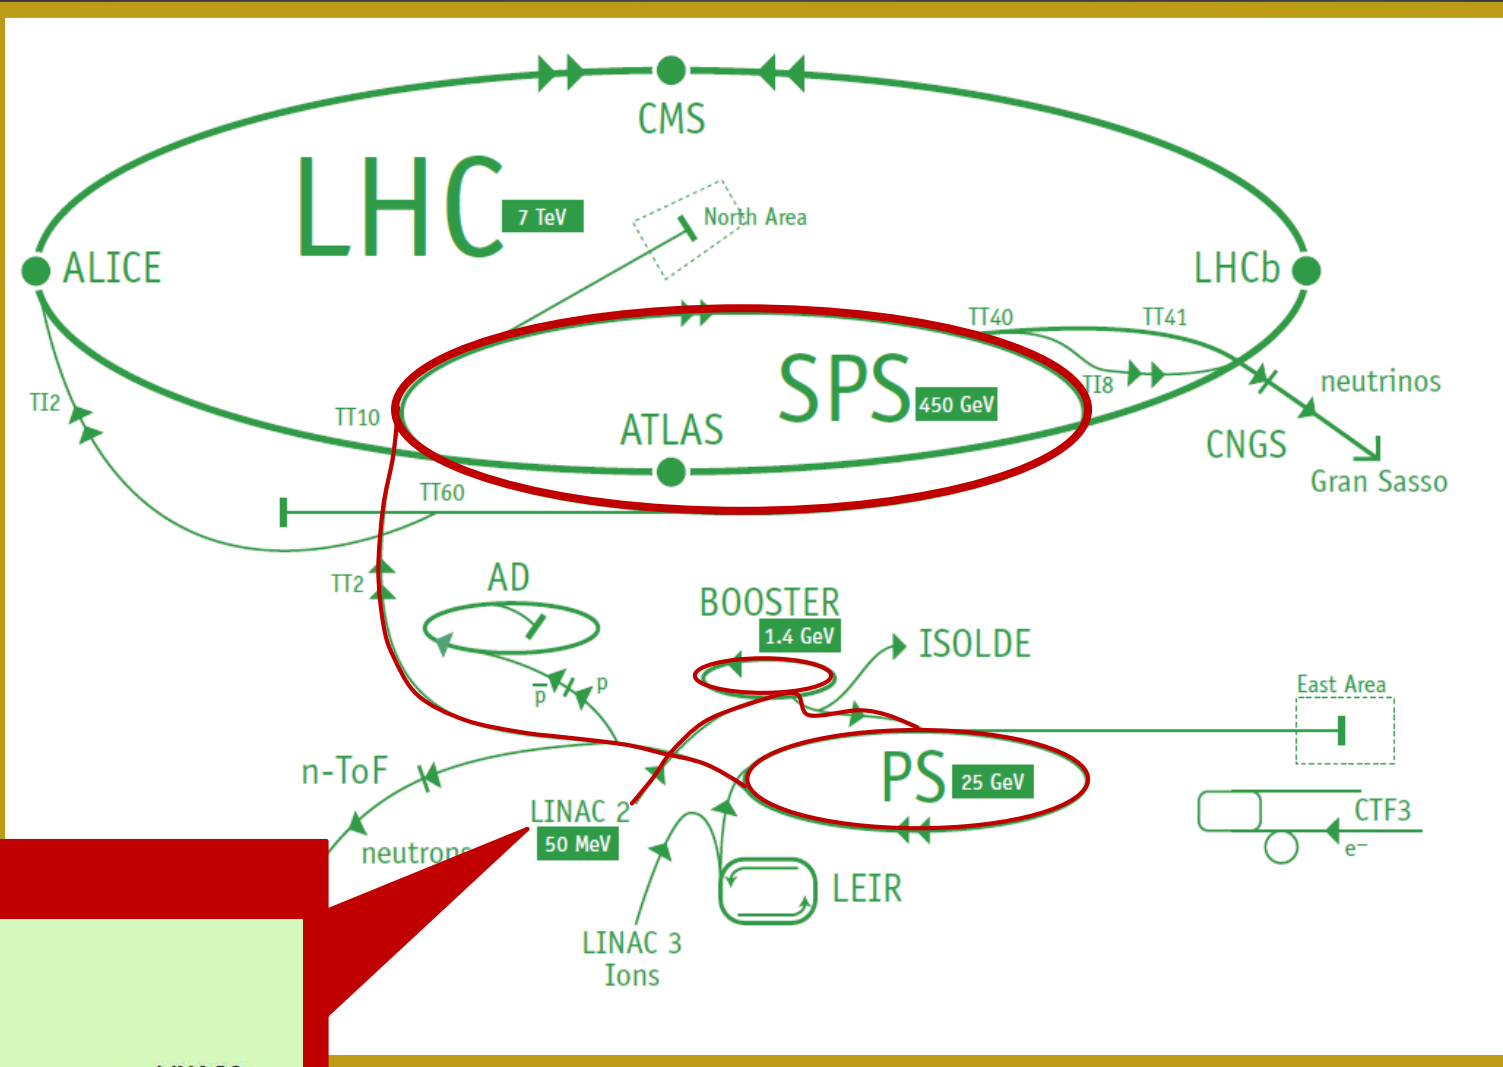 CMS
LHC
7 TeV
North Area
ALICE
LHCb
TT40
TT41
SPS
450 GeV
TI8
neutrinos
TI2
TT10
ATLAS
CNGS
Gran Sasso
TT60
AD
TT2
BOOSTER
1.4 GeV
ISOLDE
p
p
East Area
n-ToF
PS
25 GeV
LINAC 2
50 MeV
CTF3
e⁻
neutrons
LEIR
LINAC 3
Ions